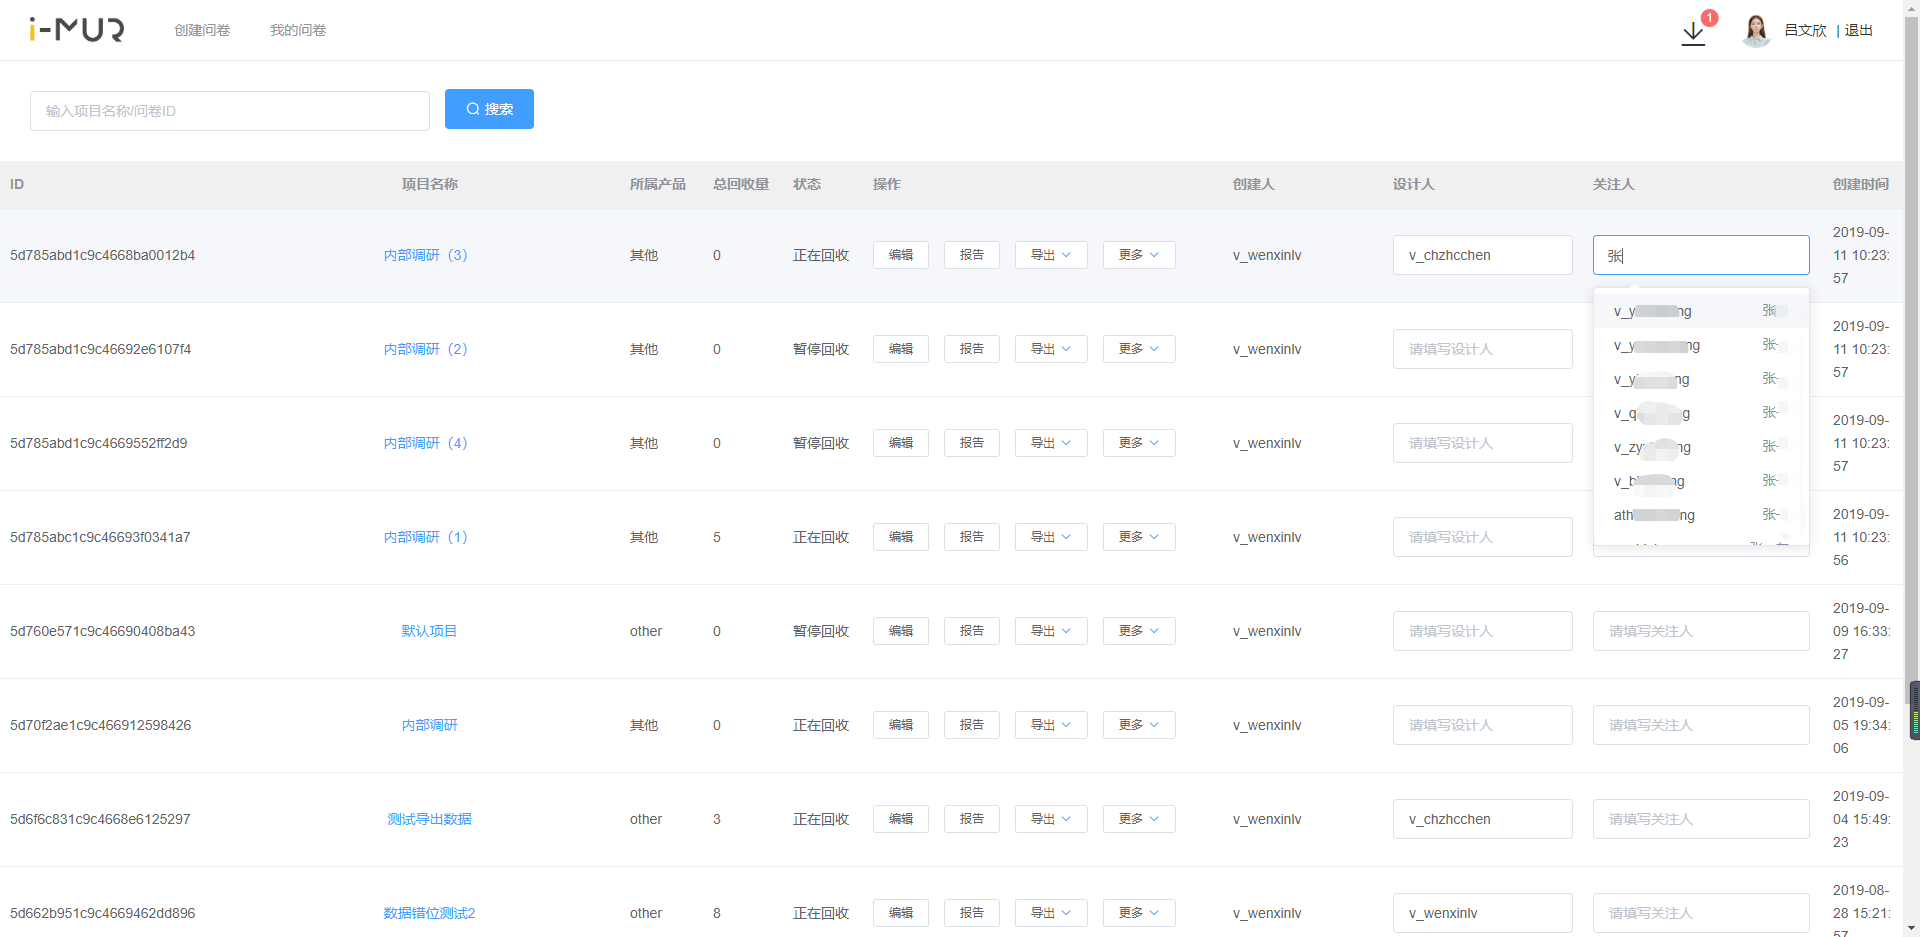 i-MUR 创建问卷 我的问卷 1 吕文欣 | 退出
输入项目名称/问卷ID 搜索
ID 项目名称 所属产品 总回收量 状态 操作 创建人 设计人 关注人 创建时间
5d785abd1c9c4668ba0012b4 内部调研（3） 其他 0 正在回收 编辑 报告 导出 更多 v_wenxinlv v_chzhcchen 张 2019-09-
11 10:23:
57
v_y ng 张
v_y ng 张
v_y ng 张
v_q g 张
v_zy ng 张
v_b ng 张
ath ng 张
5d785abd1c9c46692e6107f4 内部调研（2） 其他 0 暂停回收 编辑 报告 导出 更多 v_wenxinlv 请填写设计人 2019-09-
11 10:23:
57
5d785abd1c9c4669552ff2d9 内部调研（4） 其他 0 暂停回收 编辑 报告 导出 更多 v_wenxinlv 请填写设计人 2019-09-
11 10:23:
57
5d785abc1c9c46693f0341a7 内部调研（1） 其他 5 正在回收 编辑 报告 导出 更多 v_wenxinlv 请填写设计人 2019-09-
11 10:23:
56
5d760e571c9c46690408ba43 默认项目 other 0 暂停回收 编辑 报告 导出 更多 v_wenxinlv 请填写设计人 请填写关注人 2019-09-
09 16:33:
27
5d70f2ae1c9c466912598426 内部调研 其他 0 正在回收 编辑 报告 导出 更多 v_wenxinlv 请填写设计人 请填写关注人 2019-09-
05 19:34:
06
5d6f6c831c9c4668e6125297 测试导出数据 other 3 正在回收 编辑 报告 导出 更多 v_wenxinlv v_chzhcchen 请填写关注人 2019-09-
04 15:49:
23
5d662b951c9c4669462dd896 数据错位测试2 other 8 正在回收 编辑 报告 导出 更多 v_wenxinlv v_wenxinlv 请填写关注人 2019-08-
28 15:21:
57